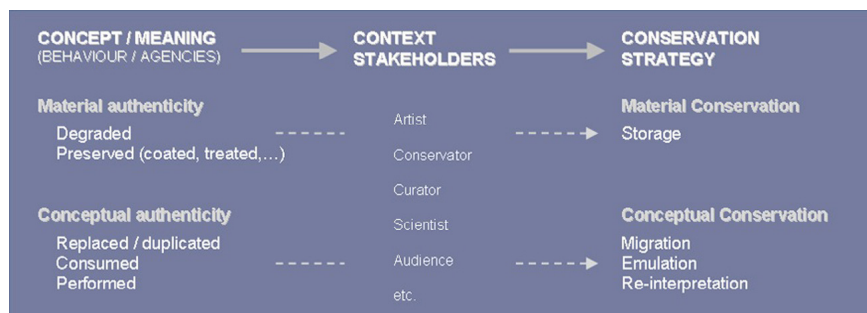 CONCEPT / MEANING
(BEHAVIOUR / AGENCIES)
CONTEXT
STAKEHOLDERS
CONSERVATION
STRATEGY
Material authenticity
Degraded
Preserved (coated, treated,...)
Conceptual authenticity
Replaced / duplicated
Consumed
Performed
Artist
Conservator
Curator
Scientist
Audience
etc.
Material Conservation
Storage
Conceptual Conservation
Migration
Emulation
Re-interpretation